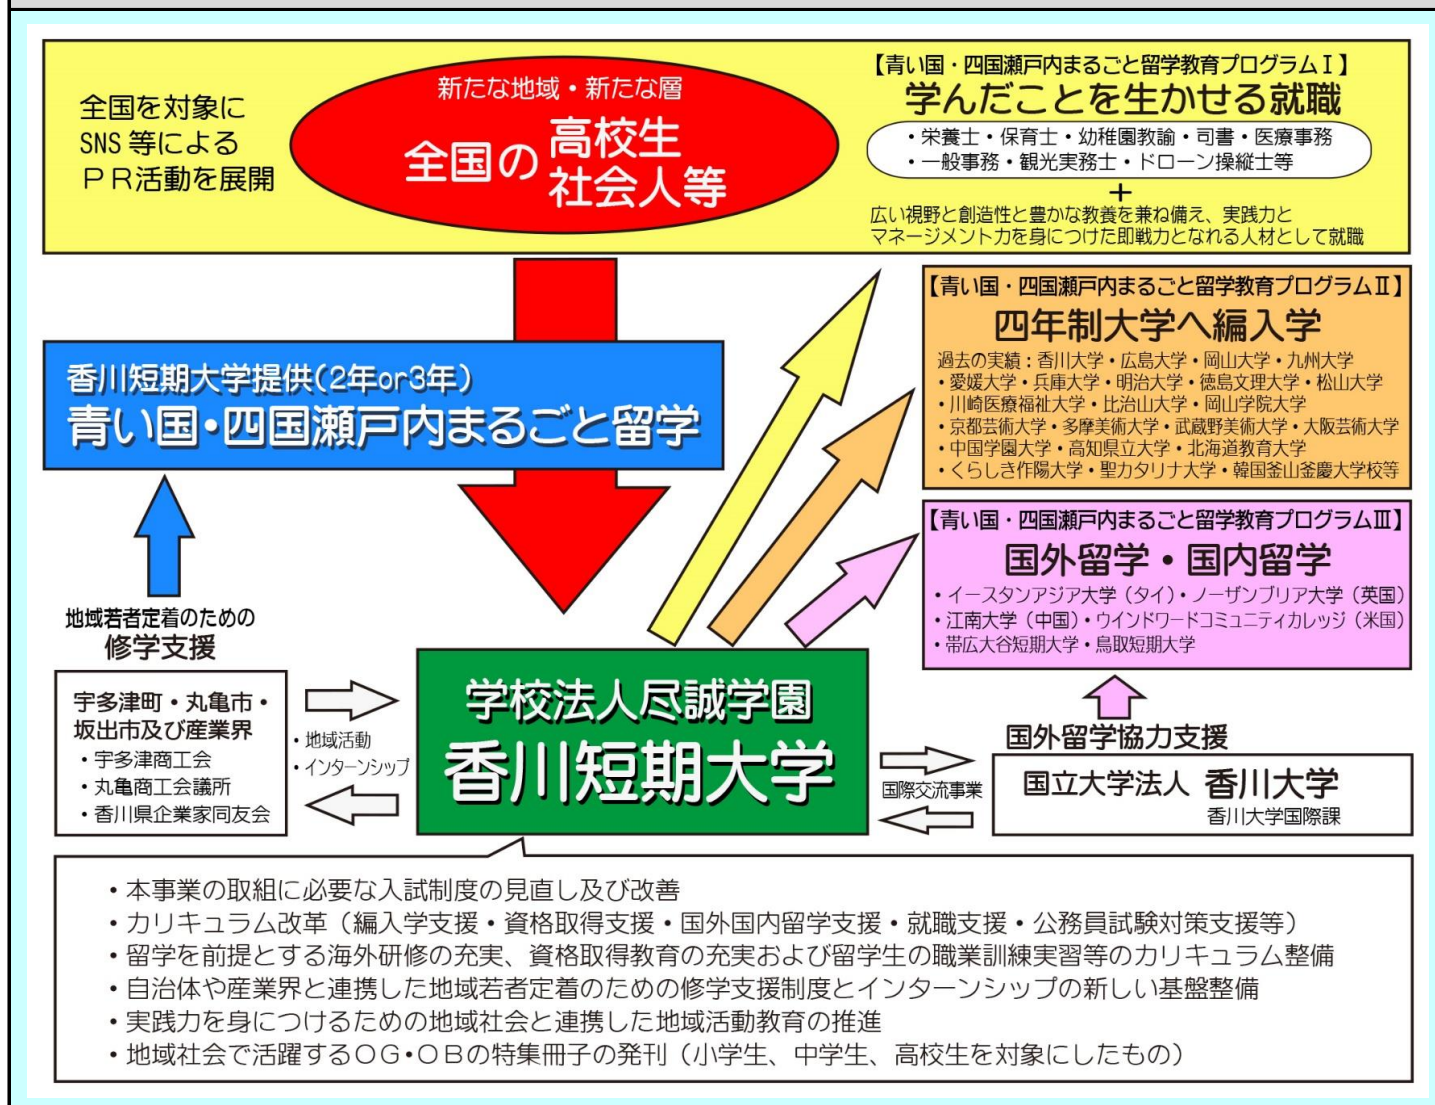 全国を対象に
SNS等による
PR活動を展開
新たな地域・新たな層
全国の高校生
社会人等
【青い国・四国瀬戸内まるごと留学教育プログラムⅠ】
学んだことを生かせる就職
・栄養士・保育士・幼稚園教諭・司書・医療事務
・一般事務・観光実務士・ドローン操縦士等
＋
広い視野と創造性と豊かな教養を兼ね備え、実践力と
マネージメント力を身につけた即戦力となれる人材として就職
【青い国・四国瀬戸内まるごと留学教育プログラムⅡ】
四年制大学へ編入学
過去の実績：香川大学・広島大学・岡山大学・九州大学
・愛媛大学・兵庫大学・明治大学・徳島文理大学・松山大学
・川崎医療福祉大学・比治山大学・岡山学院大学
・京都芸術大学・多摩美術大学・武蔵野美術大学・大阪芸術大学
・中国学園大学・高知県立大学・北海道教育大学
・くらしき作陽大学・聖カタリナ大学・韓国釜山釜慶大学校等
香川短期大学提供(2年or3年)
青い国・四国瀬戸内まるごと留学
【青い国・四国瀬戸内まるごと留学教育プログラムⅢ】
国外留学・国内留学
・イースタンアジア大学（タイ）・ノーザンブリア大学（英国）
・江南大学（中国）・ウインドワードコミュニティカレッジ（米国）
・帯広大谷短期大学・鳥取短期大学
地域若者定着のための
修学支援
宇多津町・丸亀市・
坂出市及び産業界
・宇多津商工会
・丸亀商工会議所
・香川県企業家同友会
・地域活動
・インターンシップ
学校法人尽誠学園
香川短期大学
国際交流事業
国外留学協力支援
国立大学法人 香川大学
香川大学国際課
・本事業の取組に必要な入試制度の見直し及び改善
・カリキュラム改革（編入学支援・資格取得支援・国外国内留学支援・就職支援・公務員試験対策支援等）
・留学を前提とする海外研修の充実、資格取得教育の充実および留学生の職業訓練実習等のカリキュラム整備
・自治体や産業界と連携した地域若者定着のための修学支援制度とインターンシップの新しい基盤整備
・実践力を身につけるための地域社会と連携した地域活動教育の推進
・地域社会で活躍するOG・OBの特集冊子の発刊（小学生、中学生、高校生を対象にしたもの）